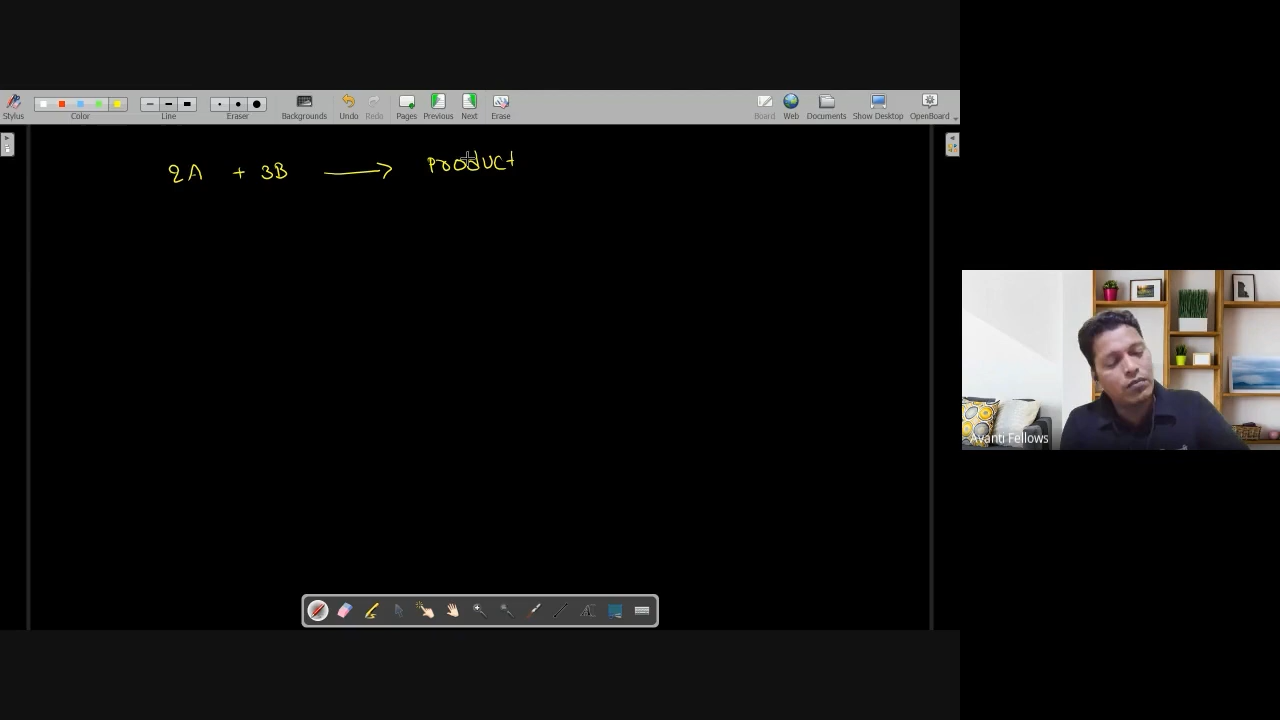 Stylus Color Line Eraser Backgrounds Undo Redo Pages Previous Next Erase Board Web Documents Show Desktop OpenBoard
2A + 3B ⟶ Product
Avanti Fellows